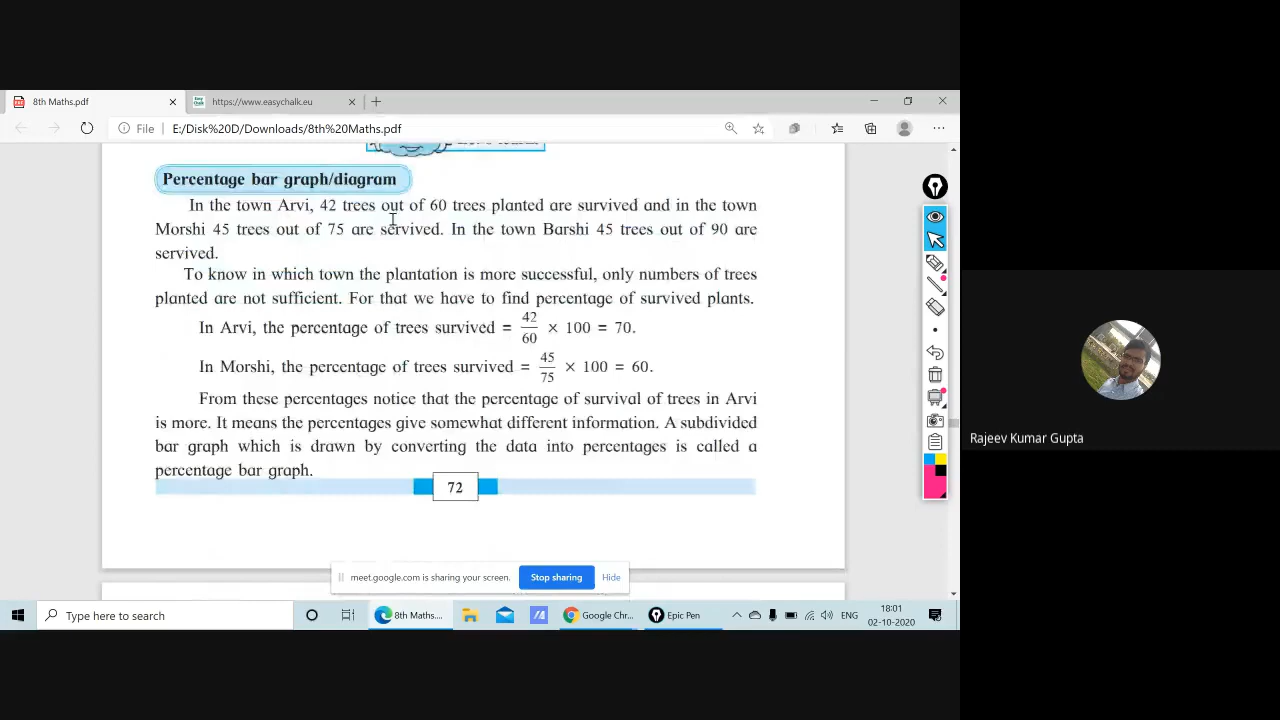 8th Maths.pdf
https://www.easychalk.eu
File
E:/Disk%20D/Downloads/8th%20Maths.pdf
Percentage bar graph/diagram
In the town Arvi, 42 trees out of 60 trees planted are survived and in the town
Morshi 45 trees out of 75 are servived. In the town Barshi 45 trees out of 90 are
servived.
To know in which town the plantation is more successful, only numbers of trees
planted are not sufficient. For that we have to find percentage of survived plants.
In Arvi, the percentage of trees survived = 42/60 × 100 = 70.
In Morshi, the percentage of trees survived = 45/75 × 100 = 60.
From these percentages notice that the percentage of survival of trees in Arvi
is more. It means the percentages give somewhat different information. A subdivided
bar graph which is drawn by converting the data into percentages is called a
percentage bar graph.
72
Rajeev Kumar Gupta
meet.google.com is sharing your screen.
Stop sharing
Hide
Type here to search
8th Maths....
Google Chr...
Epic Pen
ENG
18:01
02-10-2020